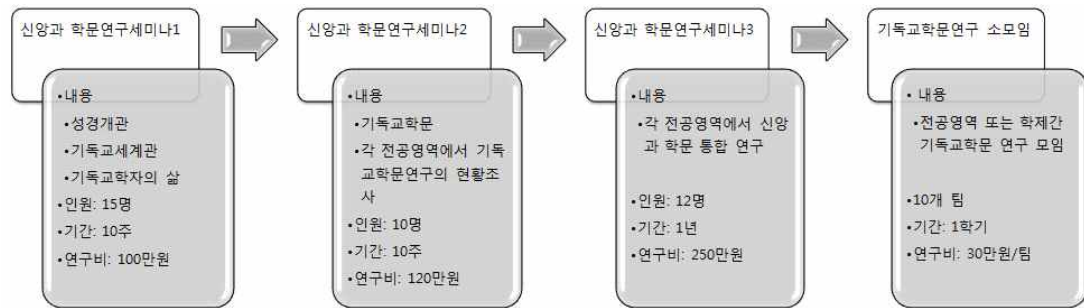 신앙과 학문연구세미나1
•내용
•성경개관
•기독교세계관
•기독교학자의 삶
•인원: 15명
•기간: 10주
•연구비: 100만원
신앙과 학문연구세미나2
•내용
•기독교학문
•각 전공영역에서 기독
교학문연구의 현황조
사
•인원: 10명
•기간: 10주
•연구비: 120만원
신앙과 학문연구세미나3
•내용
•각 전공영역에서 신앙
과 학문 통합 연구
•인원: 12명
•기간: 1년
•연구비: 250만원
기독교학문연구 소모임
• 내용
•전공영역 또는 학제간
기독교학문 연구 모임
•10개 팀
•기간: 1학기
•연구비: 30만원/팀